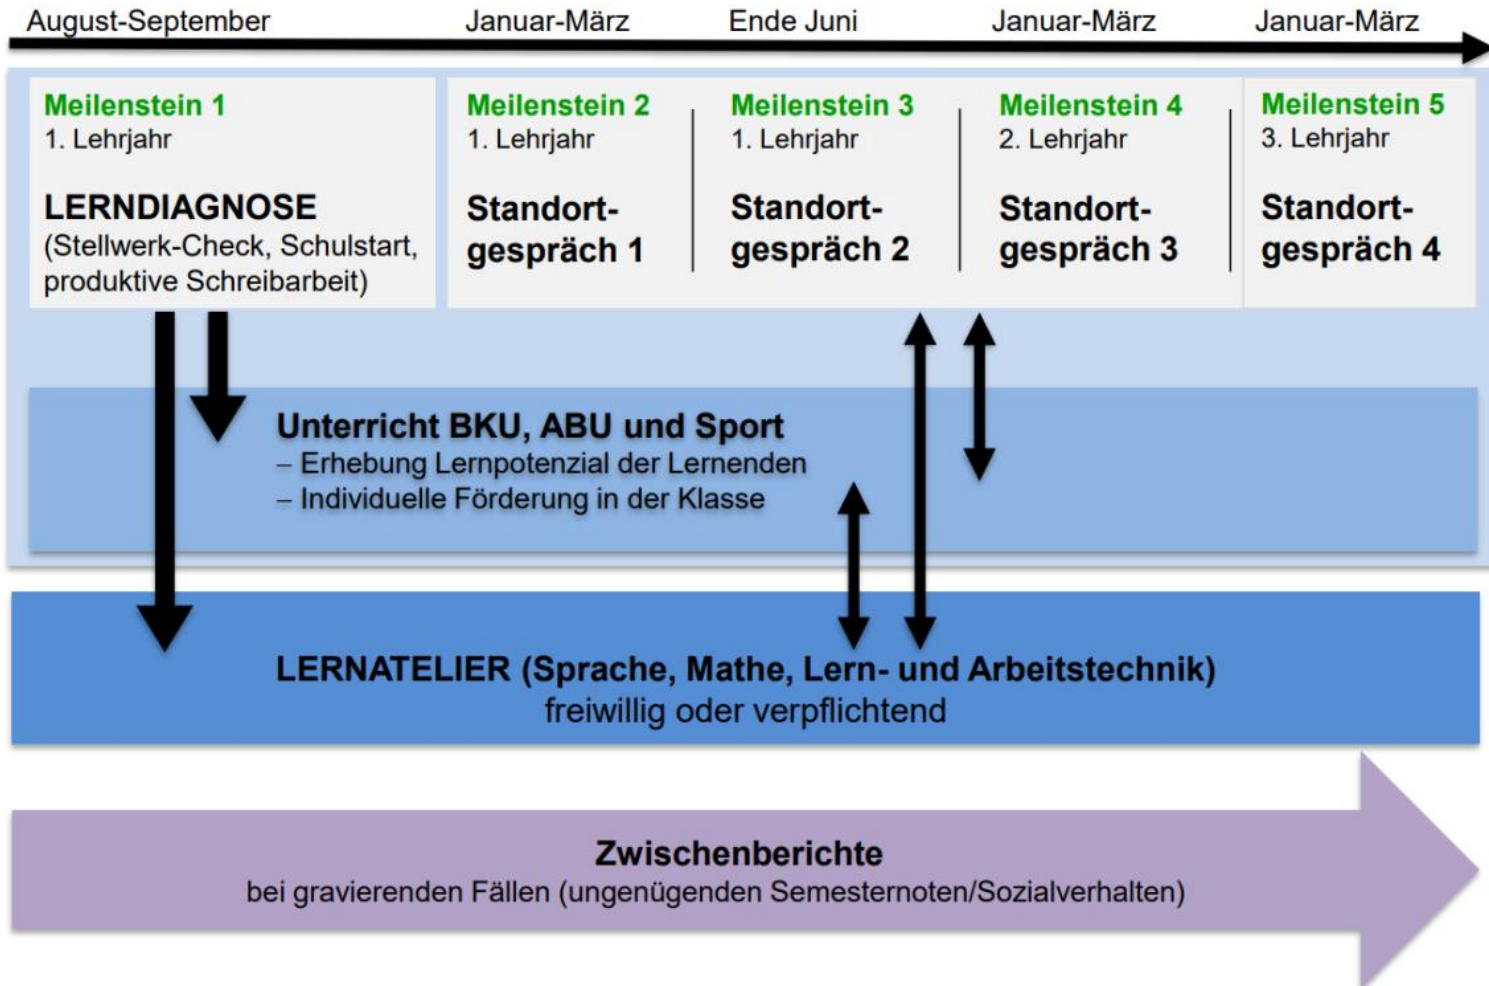 August-September
Januar-März
Ende Juni
Januar-März
Januar-März
Meilenstein 1
1. Lehrjahr
LERNDIAGNOSE
(Stellwerk-Check, Schulstart,
produktive Schreibarbeit)
Meilenstein 2
1. Lehrjahr
Standort-
gespräch 1
Meilenstein 3
1. Lehrjahr
Standort-
gespräch 2
Meilenstein 4
2. Lehrjahr
Standort-
gespräch 3
Meilenstein 5
3. Lehrjahr
Standort-
gespräch 4
Unterricht BKU, ABU und Sport
– Erhebung Lernpotenzial der Lernenden
– Individuelle Förderung in der Klasse
LERNATELIER (Sprache, Mathe, Lern- und Arbeitstechnik)
freiwillig oder verpflichtend
Zwischenberichte
bei gravierenden Fällen (ungenügenden Semesternoten/Sozialverhalten)